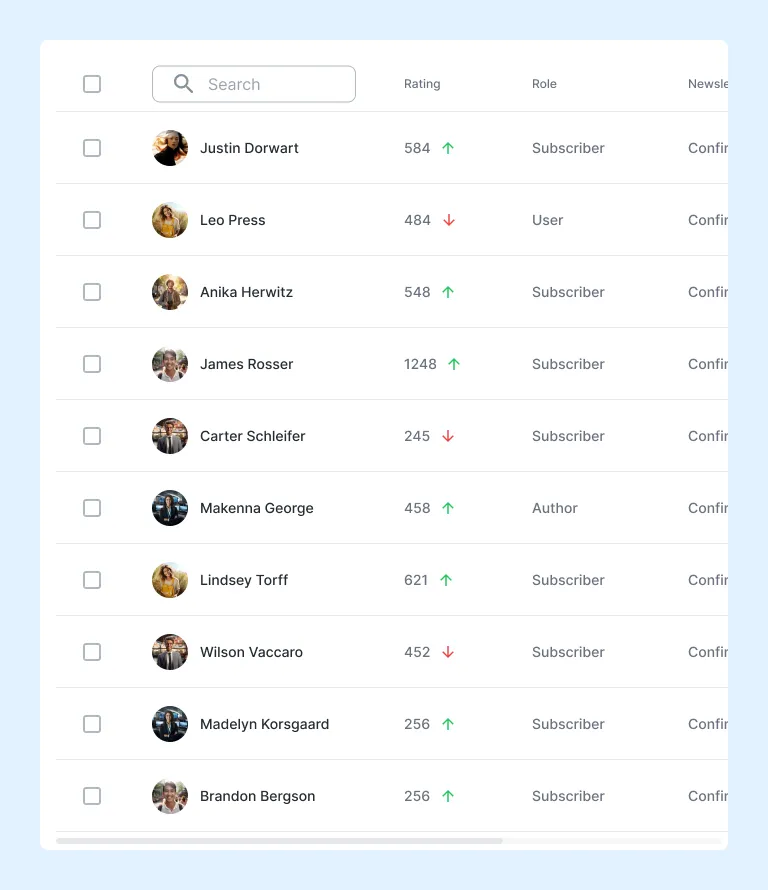 Search Rating Role Newsle
Justin Dorwart 584 Subscriber Confir
Leo Press 484 User Confir
Anika Herwitz 548 Subscriber Confir
James Rosser 1248 Subscriber Confir
Carter Schleifer 245 Subscriber Confir
Makenna George 458 Author Confir
Lindsey Torff 621 Subscriber Confir
Wilson Vaccaro 452 Subscriber Confir
Madelyn Korsgaard 256 Subscriber Confir
Brandon Bergson 256 Subscriber Confir